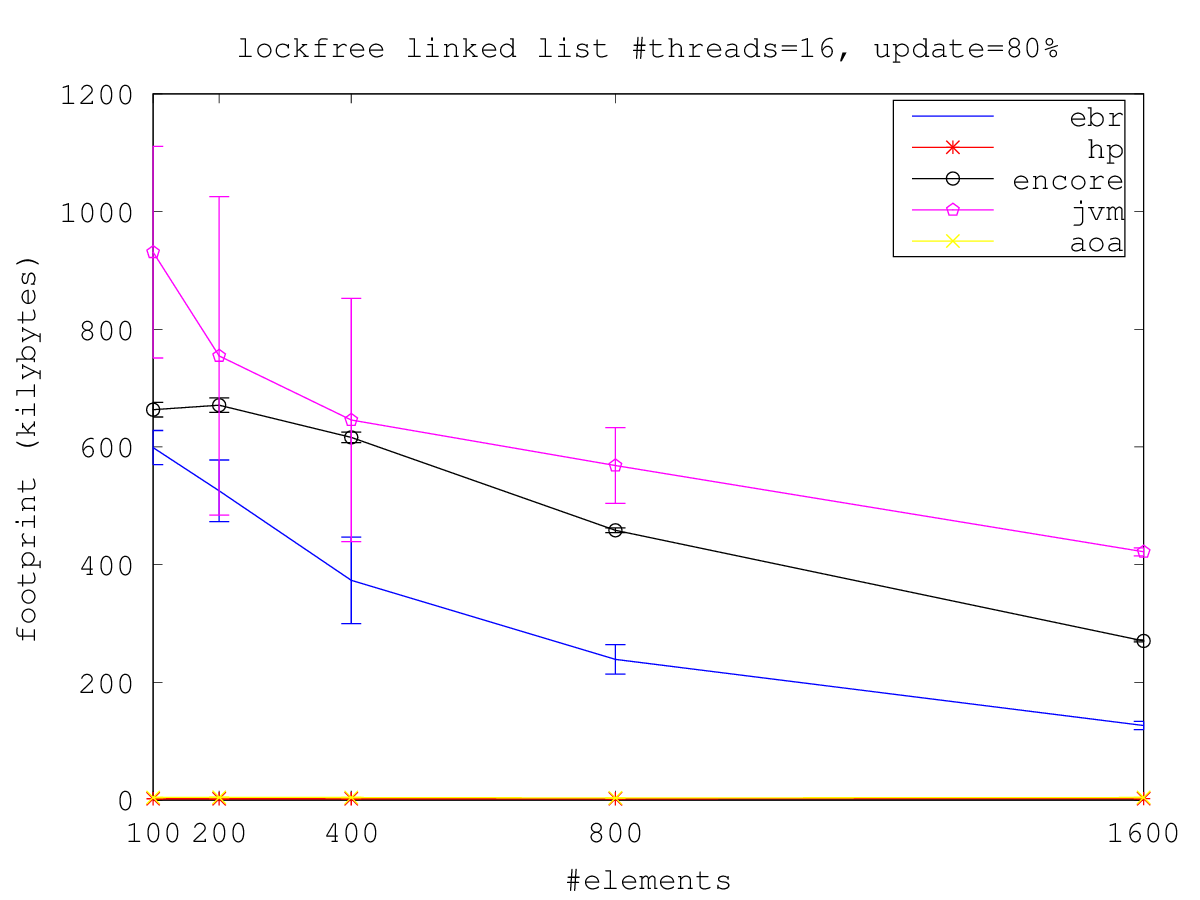 lockfree linked list #threads=16, update=80%
1200
1000
800
600
400
200
0
footprint (kilybytes)
ebr
hp
encore
jvm
aoa
100 200 400 800 1600
#elements